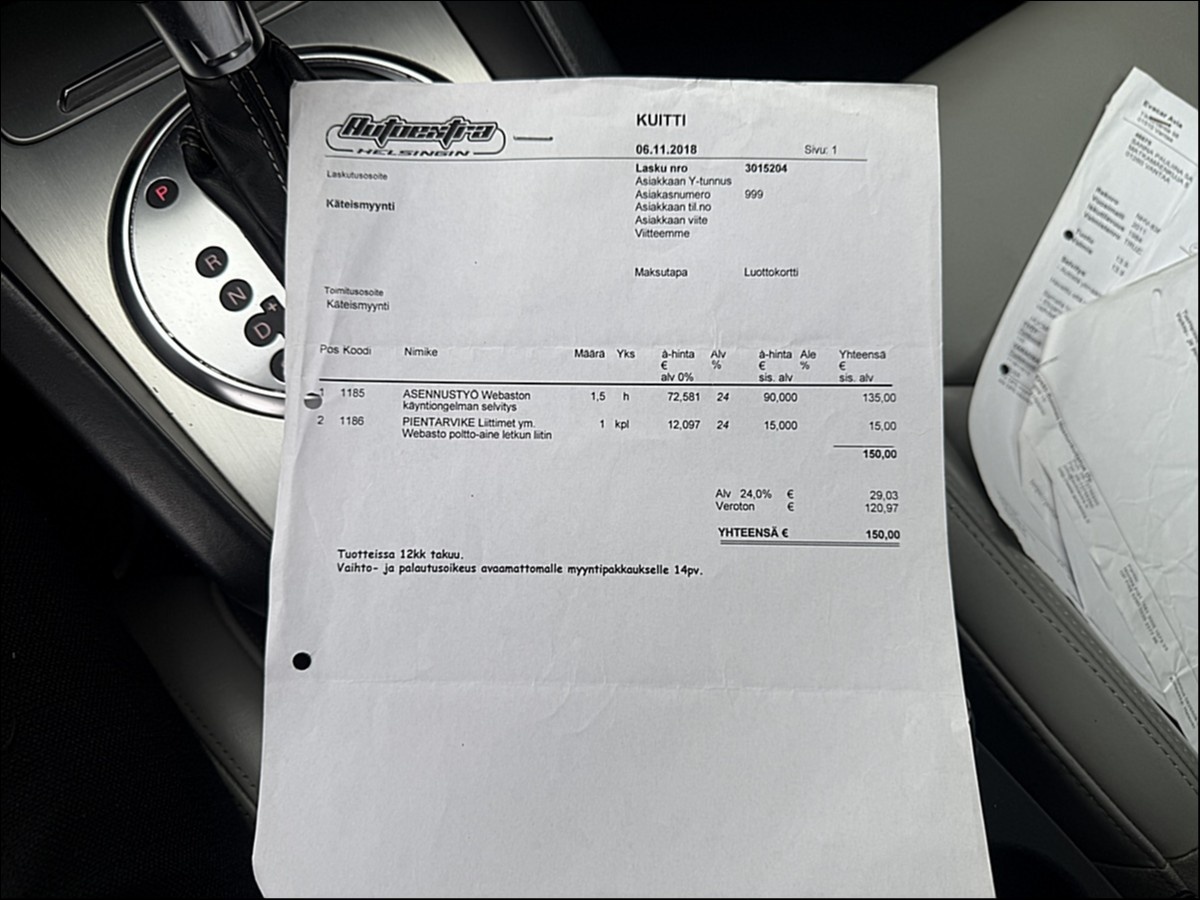 Autoextra
HELSINGIN
KUITTI
06.11.2018 Sivu: 1
Laskutusosoite
Käteismyynti
Lasku nro 3015204
Asiakkaan Y-tunnus
Asiakasnumero 999
Asiakkaan til.no
Asiakkaan viite
Viitteemme
Maksutapa Luottokortti
Toimitusosoite
Käteismyynti
Pos Koodi Nimike Määrä Yks à-hinta Alv à-hinta Ale Yhteensä
€ % € % €
alv 0% sis. alv sis. alv
1 1185 ASENNUSTYÖ Webaston 1,5 h 72,581 24 90,000 135,00
käyntiongelman selvitys
2 1186 PIENTARVIKE Liittimet ym. 1 kpl 12,097 24 15,000 15,00
Webasto poltto-aine letkun liitin
150,00
Alv 24,0% € 29,03
Veroton € 120,97
YHTEENSÄ € 150,00
Tuotteissa 12kk takuu.
Vaihto- ja palautusoikeus avaamattomalle myyntipakkaukselle 14pv.
P
R
N
+
D